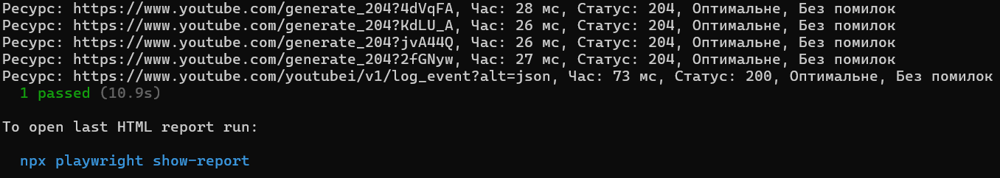 Ресурс: https://www.youtube.com/generate_204?4dVqFA, Час: 28 мс, Статус: 204, Оптимальне, Без помилок
Ресурс: https://www.youtube.com/generate_204?KdLU_A, Час: 26 мс, Статус: 204, Оптимальне, Без помилок
Ресурс: https://www.youtube.com/generate_204?jvA44Q, Час: 26 мс, Статус: 204, Оптимальне, Без помилок
Ресурс: https://www.youtube.com/generate_204?2fGNyw, Час: 27 мс, Статус: 204, Оптимальне, Без помилок
Ресурс: https://www.youtube.com/youtubei/v1/log_event?alt=json, Час: 73 мс, Статус: 200, Оптимальне, Без помилок
1 passed (10.9s)
To open last HTML report run:
npx playwright show-report